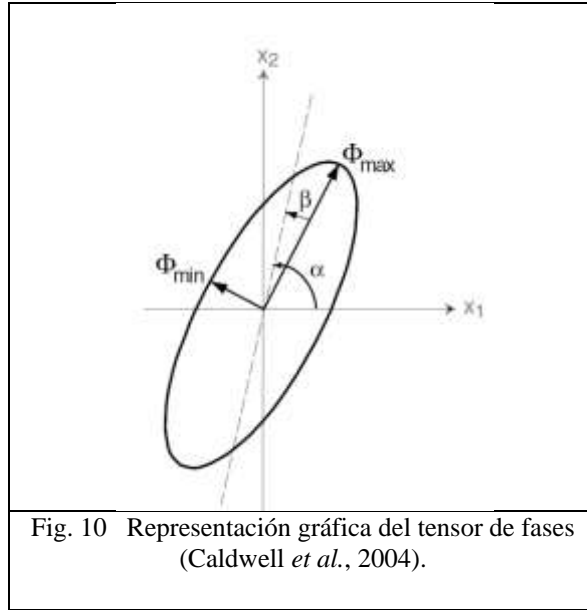 x₂
Φmax
β
Φmin
α
x₁
Fig. 10 Representación gráfica del tensor de fases
(Caldwell et al., 2004).